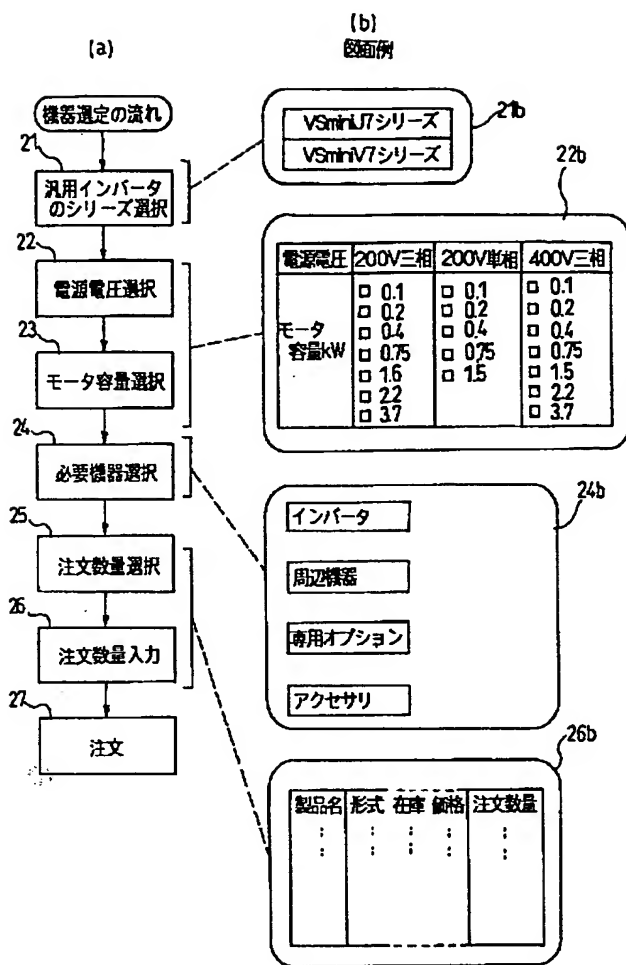 (a)
(b)
図面例
機器選定の流れ
21
汎用インバータ
のシリーズ選択
22
電源電圧選択
23
モータ容量選択
24
必要機器選択
25
注文数量選択
26
注文数量入力
27
注文
VSminiJ7シリーズ
VSminiV7シリーズ
21b
22b
電源電圧 200V三相 200V単相 400V三相
モータ
容量kW
□ 0.1 □ 0.1 □ 0.1
□ 0.2 □ 0.2 □ 0.2
□ 0.4 □ 0.4 □ 0.4
□ 0.75 □ 0.75 □ 0.75
□ 1.6 □ 1.5 □ 1.5
□ 2.2 □ 2.2
□ 3.7 □ 3.7
24b
インバータ
周辺機器
専用オプション
アクセサリ
26b
製品名 形式 在庫 価格 注文数量